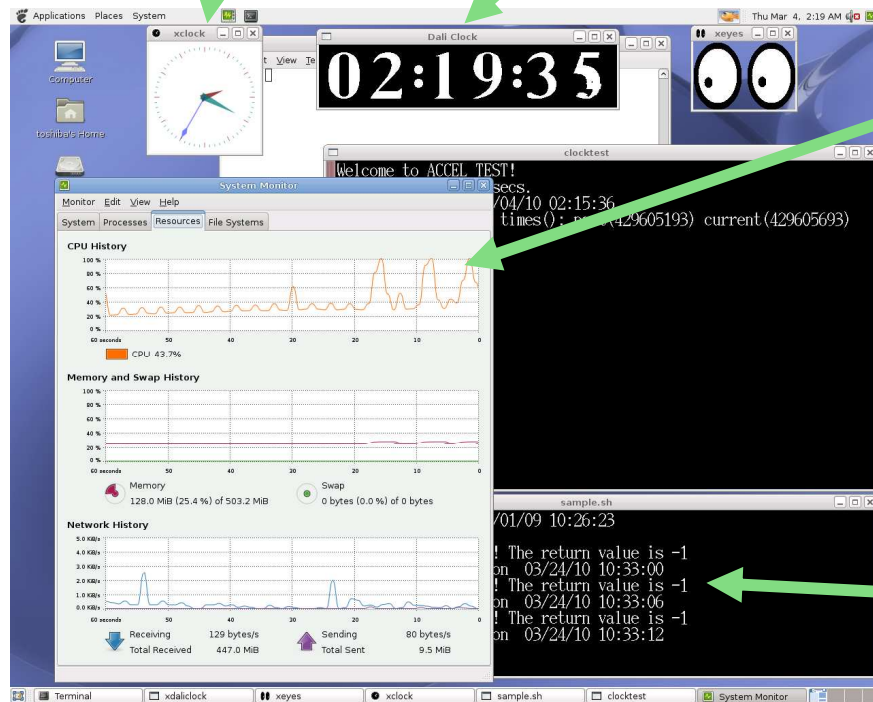 Applications Places System
Thu Mar 4, 2:19 AM
xclock
Dali Clock
xeyes
View
02:19:35
Computer
toshiba's Home
clocktest
Welcome to ACCEL TEST!
secs.
/04/10 02:15:36
times(): (429605193) current(429605693)
System Monitor
Monitor Edit View Help
System Processes Resources File Systems
CPU History
100 %
80 %
60 %
40 %
20 %
0 %
60 seconds 50 40 30 20 10 0
CPU 43.7%
Memory and Swap History
100 %
80 %
60 %
40 %
20 %
0 %
60 seconds 50 40 30 20 10 0
Memory
128.0 MiB (25.4 %) of 503.2 MiB
Swap
0 bytes (0.0 %) of 0 bytes
Network History
5.0 KiB/s
4.0 KiB/s
3.0 KiB/s
2.0 KiB/s
1.0 KiB/s
0.0 KiB/s
60 seconds 50 40 30 20 10 0
Receiving 129 bytes/s
Total Received 447.0 MiB
Sending 80 bytes/s
Total Sent 9.5 MiB
sample.sh
/01/09 10:26:23
! The return value is -1
on 03/24/10 10:33:00
! The return value is -1
on 03/24/10 10:33:06
! The return value is -1
on 03/24/10 10:33:12
Terminal xdaliclock xeyes xclock sample.sh clocktest System Monitor